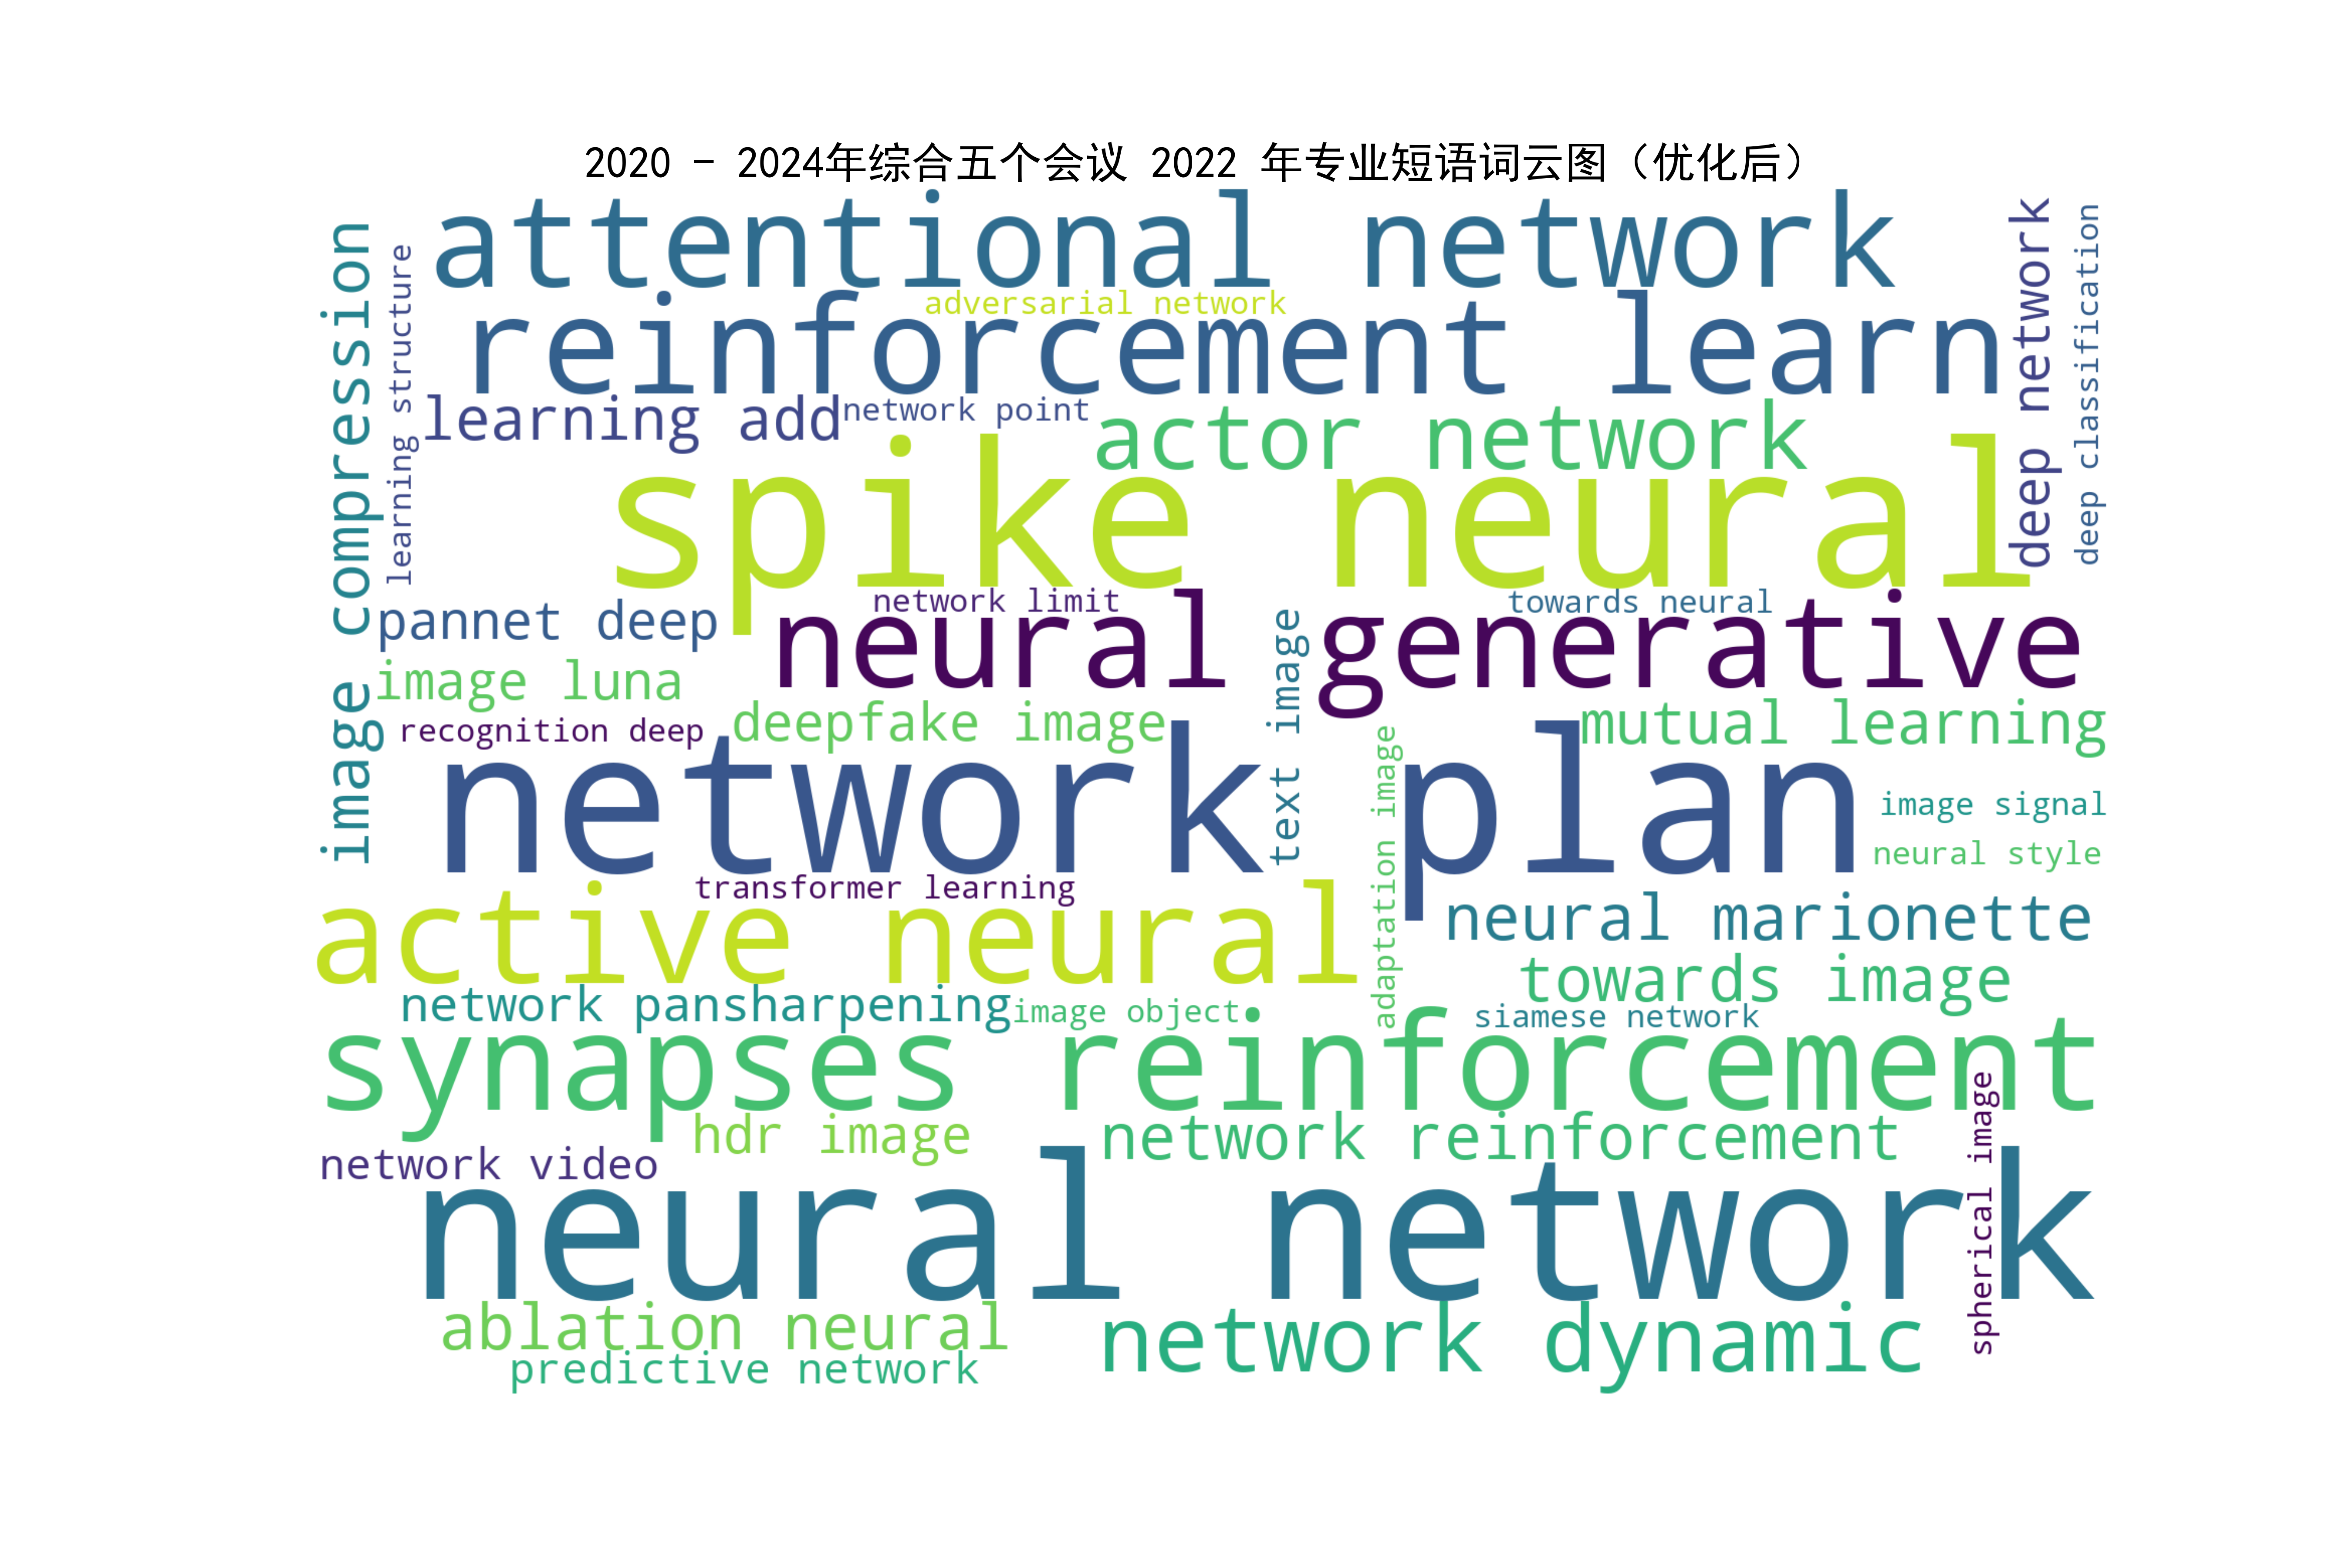 2020 – 2024年综合五个会议 2022 年专业短语词云图（优化后）
attentional network
adversarial network
reinforcement learn
image compression
learning structure
deep network
deep classification
learning add
network point
actor network
spike neural
network limit
towards neural
pannet deep
neural generative
text image
image luna
recognition deep
deepfake image
mutual learning
network plan
adaptation image
image signal
neural style
transformer learning
active neural
neural marionette
towards image
network pansharpening
image object
siamese network
synapses reinforcement
hdr image
network reinforcement
spherical image
network video
neural network
ablation neural
predictive network
network dynamic